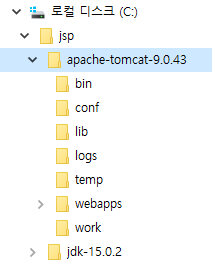 로컬 디스크 (C:)
jsp
apache-tomcat-9.0.43
bin
conf
lib
logs
temp
webapps
work
jdk-15.0.2